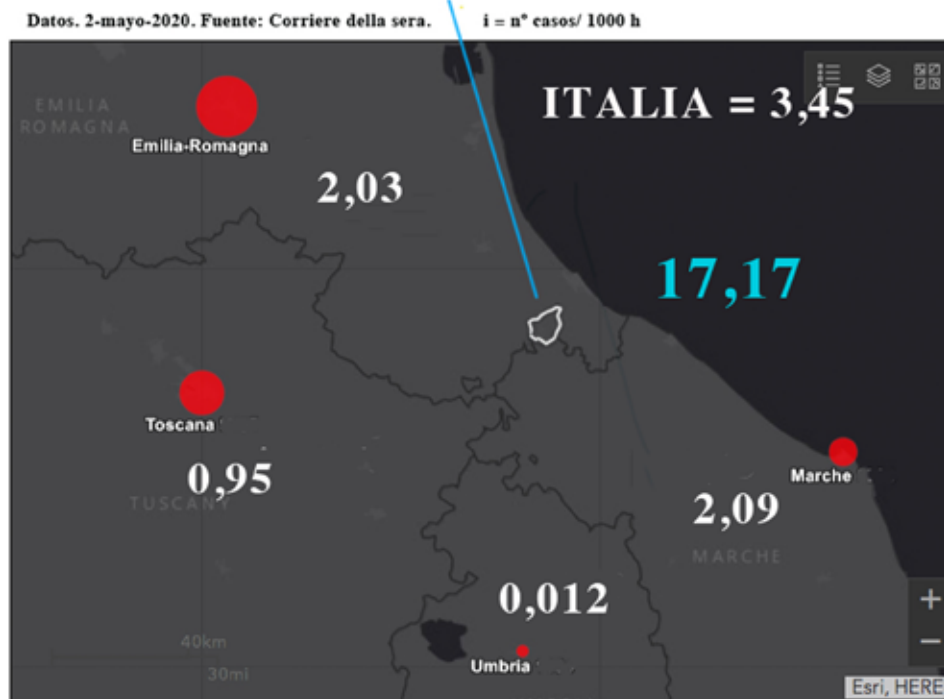 Datos. 2-mayo-2020. Fuente: Corriere della sera. i = nº casos/ 1000 h
ITALIA = 3,45
EMILIA
ROMAGNA
Emilia-Romagna
2,03
17,17
Toscana
0,95
TUSCANY
Marche
2,09
MARCHE
0,012
40km
Umbria
30mi
+
−
Esri, HERE